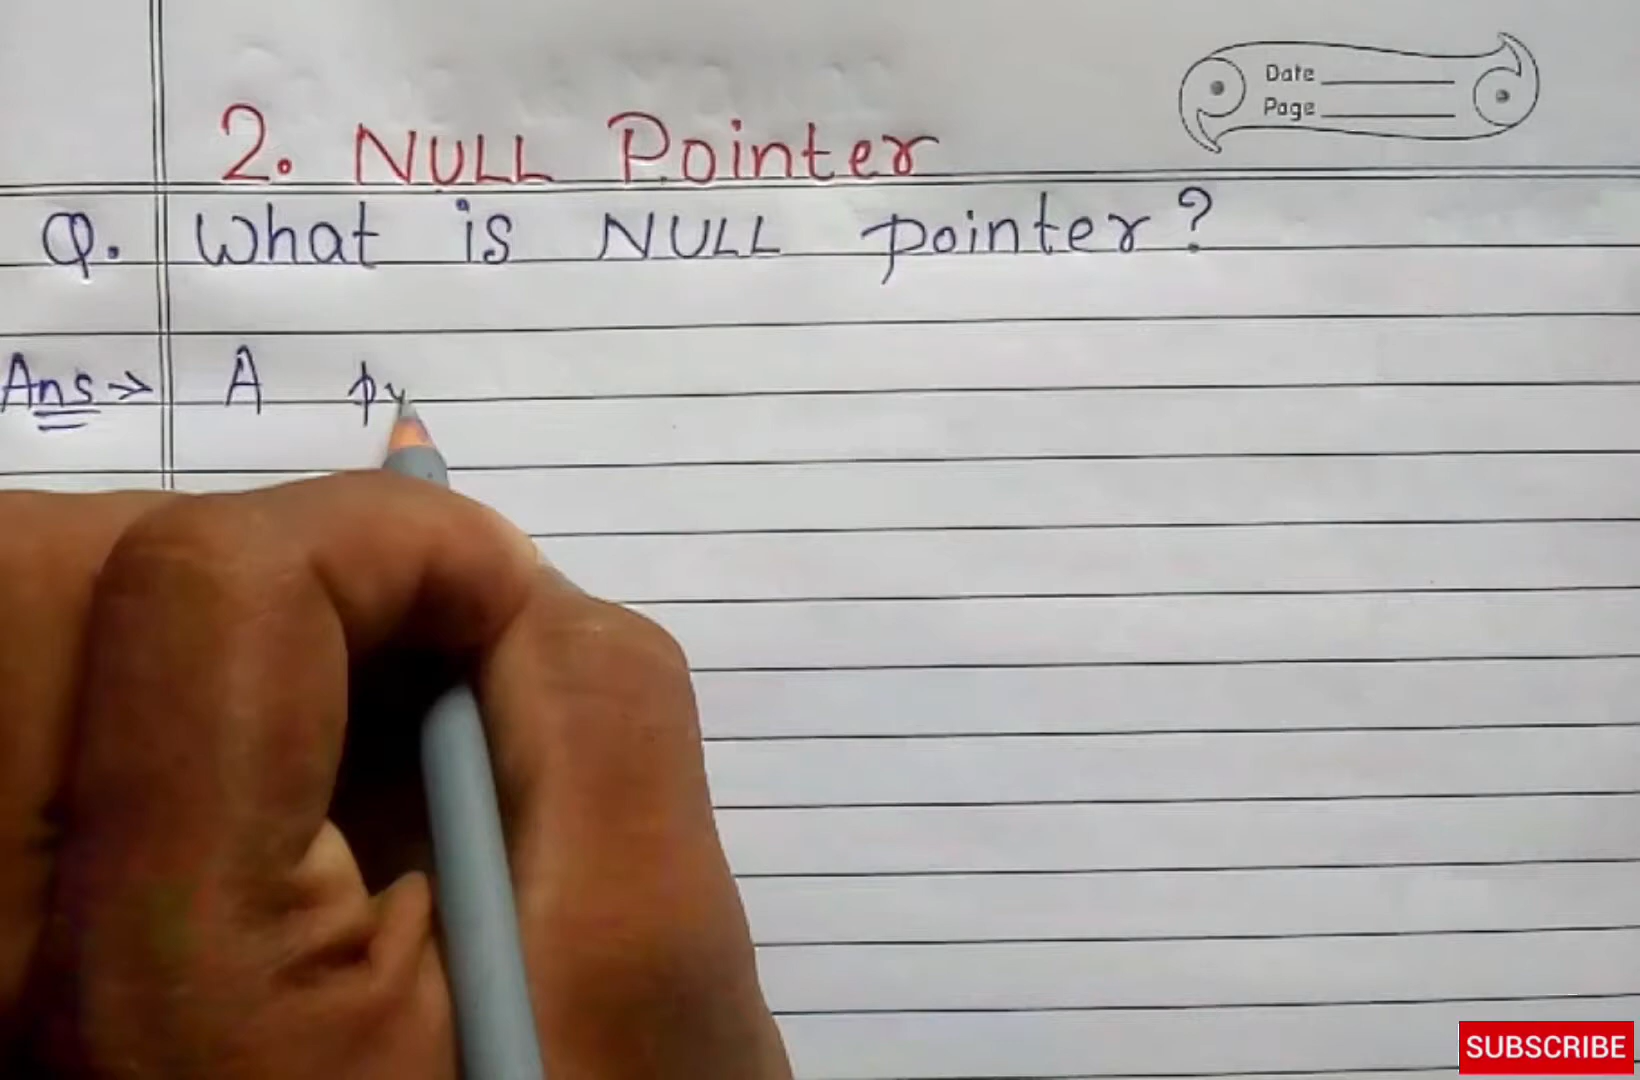 Date
Page
2. NULL Pointer
Q. What is NULL pointer?
Ans → A
SUBSCRIBE